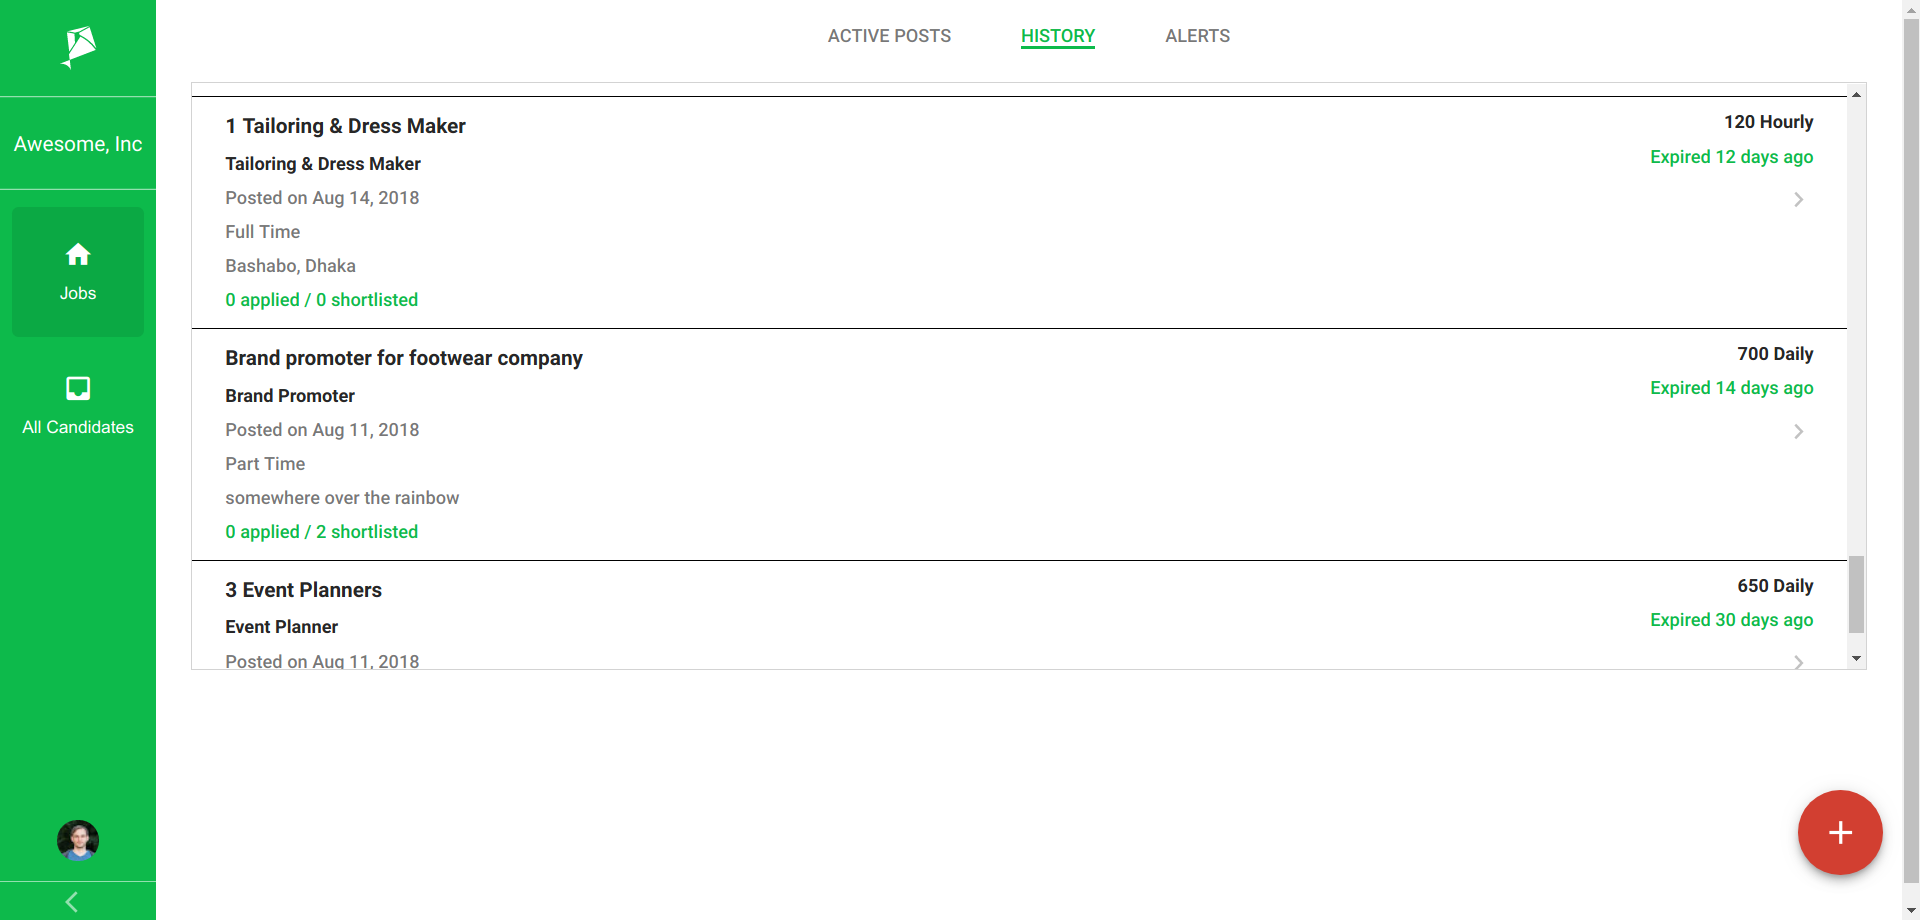 ACTIVE POSTS
HISTORY
ALERTS
Awesome, Inc
Jobs
All Candidates
1 Tailoring & Dress Maker
120 Hourly
Tailoring & Dress Maker
Expired 12 days ago
Posted on Aug 14, 2018
Full Time
Bashabo, Dhaka
0 applied / 0 shortlisted
Brand promoter for footwear company
700 Daily
Brand Promoter
Expired 14 days ago
Posted on Aug 11, 2018
Part Time
somewhere over the rainbow
0 applied / 2 shortlisted
3 Event Planners
650 Daily
Event Planner
Expired 30 days ago
Posted on Aug 11, 2018